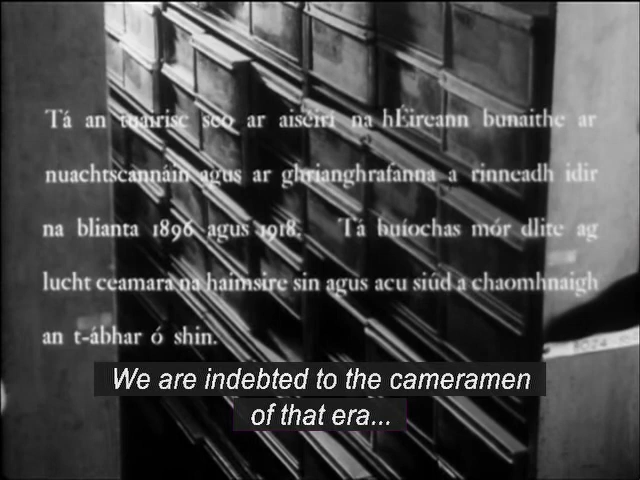 Tá an tuairisc seo ar aiséirí na hÉireann bunaithe ar
nuachtscannáin agus ar ghrianghrafanna a rinneadh idir
na blianta 1896 agus 1918. Tá buíochas mór dlite ag
lucht ceamara na haimsire sin agus acu siúd a chaomhnaigh
an t-ábhar ó shin.
We are indebted to the cameramen
of that era...